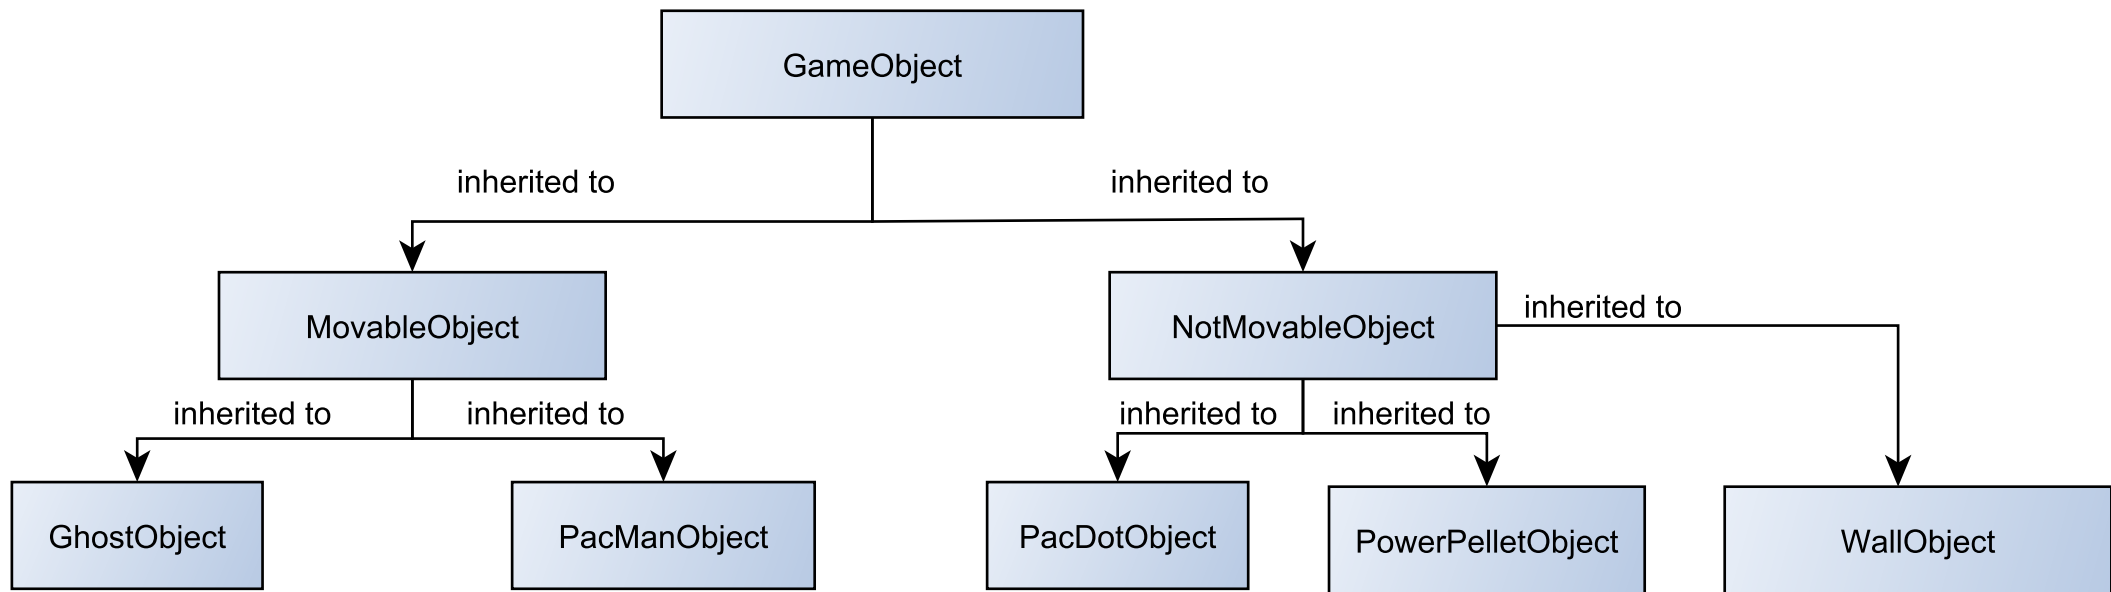 GameObject
inherited to
inherited to
MovableObject
NotMovableObject
inherited to
inherited to
inherited to
inherited to
inherited to
GhostObject
PacManObject
PacDotObject
PowerPelletObject
WallObject